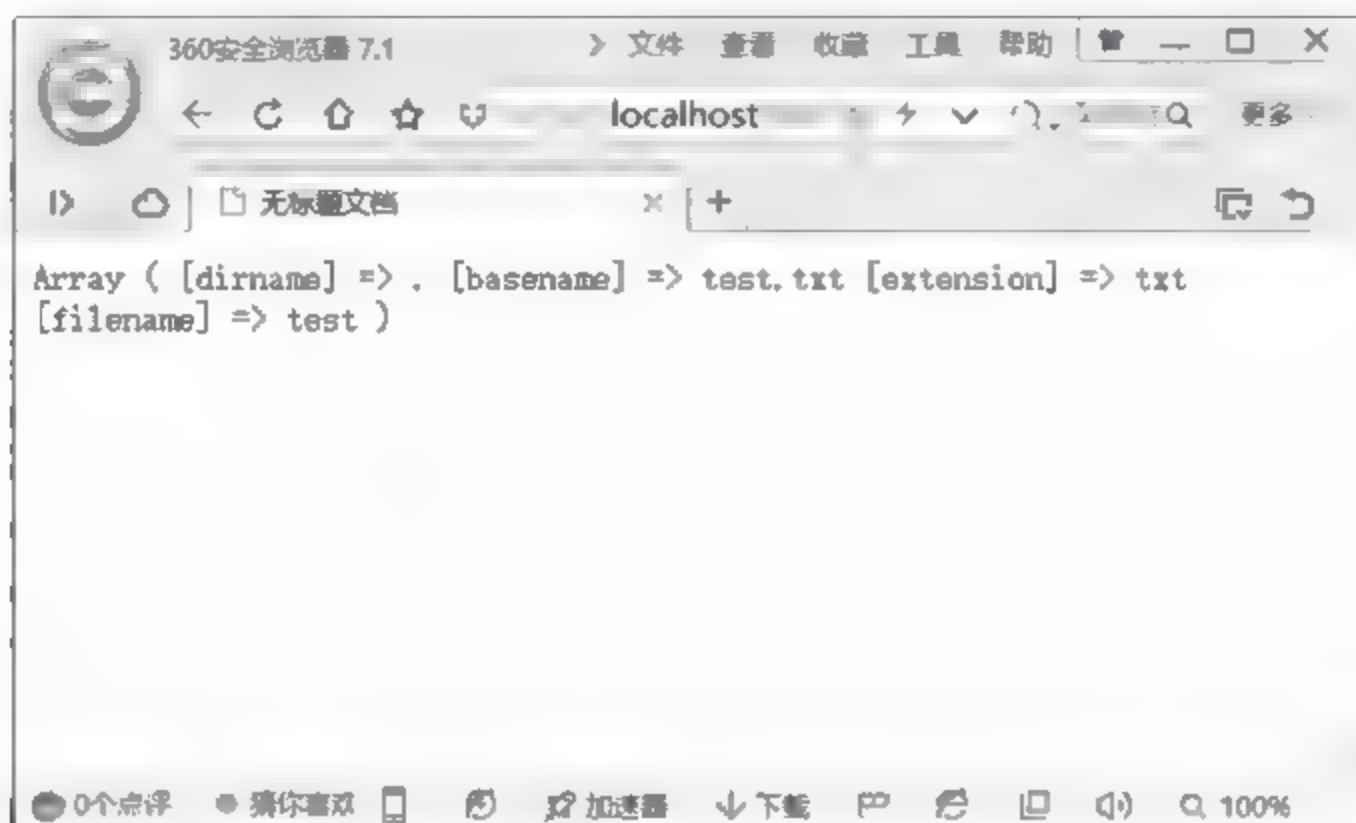 360安全浏览器 7.1 文件 查看 收藏 工具 帮助
localhost 更多
无标题文档
Array ( [dirname] => . [basename] => test.txt [extension] => txt
[filename] => test )
0个点评 猜你喜欢 加速器 下载 100%